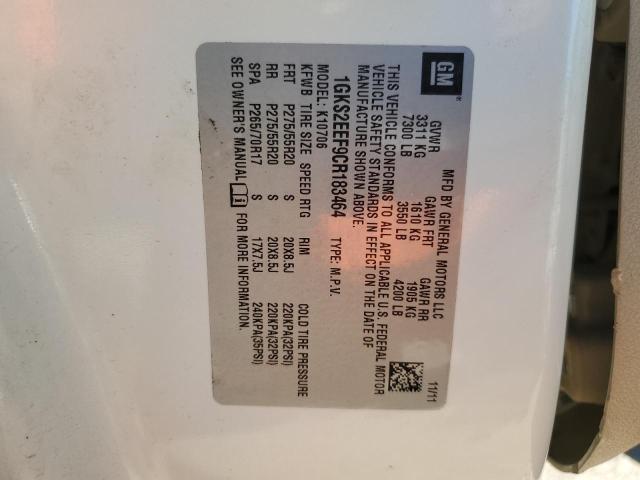 GM
MFD BY GENERAL MOTORS LLC
11/11
GVWR GAWR FRT GAWR RR
3311 KG 1610 KG 1905 KG
7300 LB 3550 LB 4200 LB
THIS VEHICLE CONFORMS TO ALL APPLICABLE U.S. FEDERAL MOTOR
VEHICLE SAFETY STANDARDS IN EFFECT ON THE DATE OF
MANUFACTURE SHOWN ABOVE.
1GKS2EEF9CR183464 TYPE: M.P.V.
MODEL: K10706
KFWB TIRE SIZE SPEED RTG RIM COLD TIRE PRESSURE
FRT P275/55R20 S 20X8.5J 220KPA(32PSI)
RR P275/55R20 S 20X8.5J 220KPA(32PSI)
SPA P265/70R17 S 17X7.5J 240KPA(35PSI)
SEE OWNER'S MANUAL i FOR MORE INFORMATION.